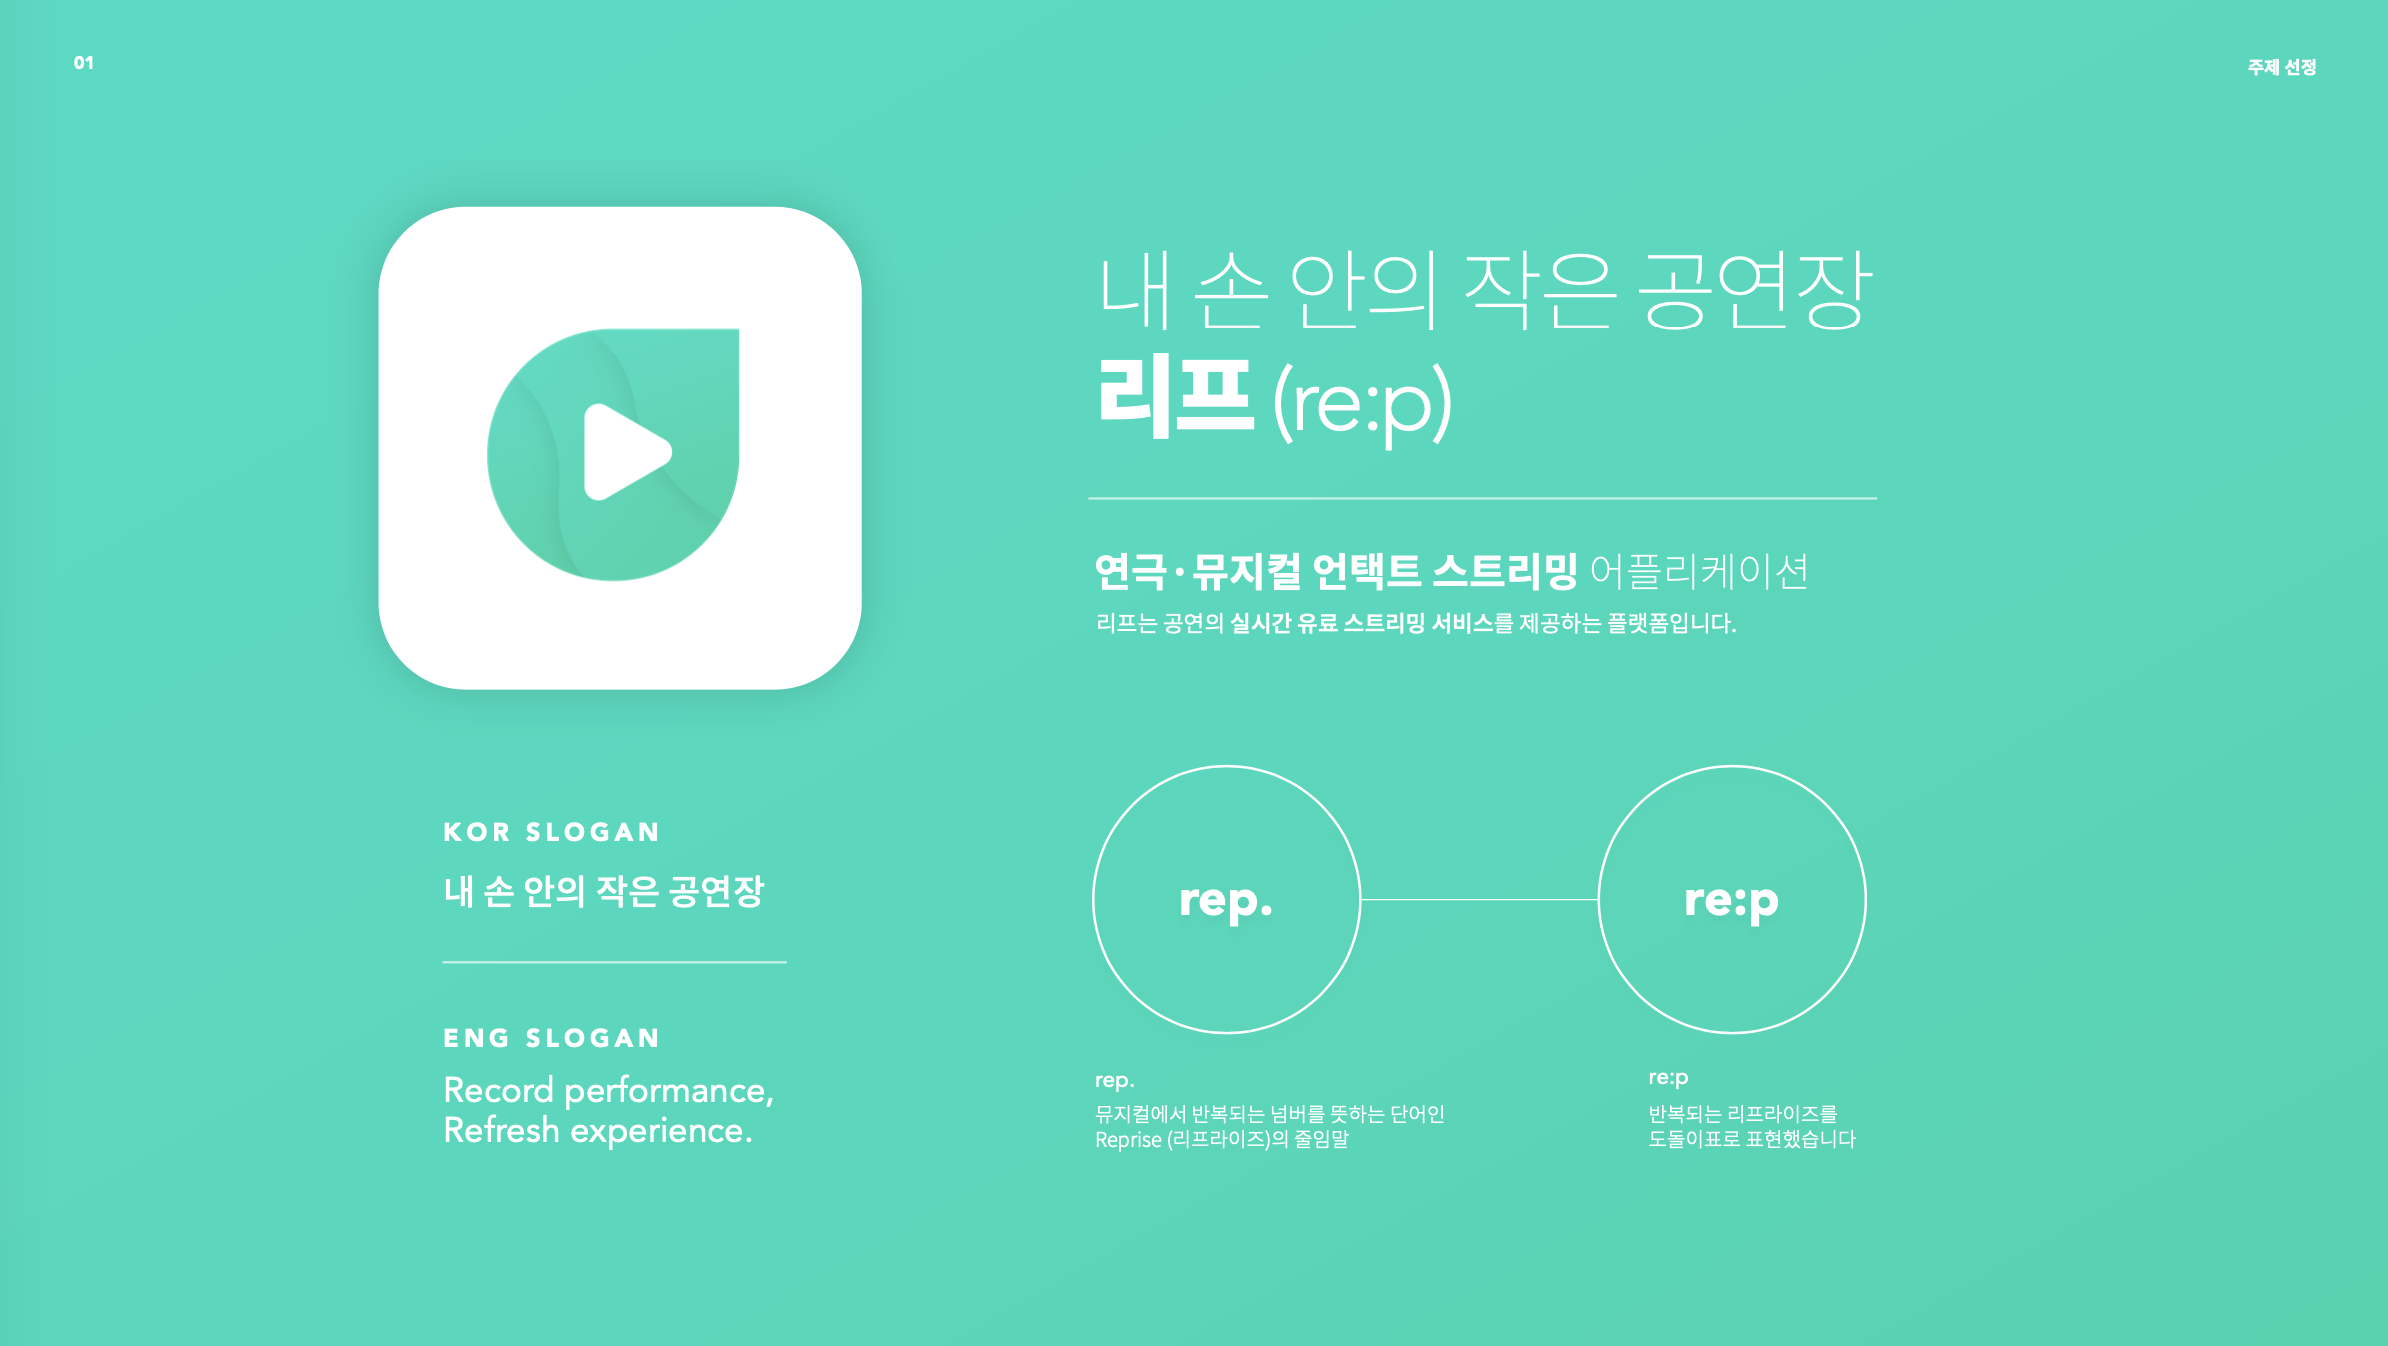 01
주제 선정
내 손 안의 작은 공연장
리프 (re:p)
연극·뮤지컬 언택트 스트리밍 어플리케이션
리프는 공연의 실시간 유료 스트리밍 서비스를 제공하는 플랫폼입니다.
KOR SLOGAN
내 손 안의 작은 공연장
ENG SLOGAN
Record performance,
Refresh experience.
rep.
re:p
rep.
뮤지컬에서 반복되는 넘버를 뜻하는 단어인
Reprise (리프라이즈)의 줄임말
re:p
반복되는 리프라이즈를
도돌이표로 표현했습니다